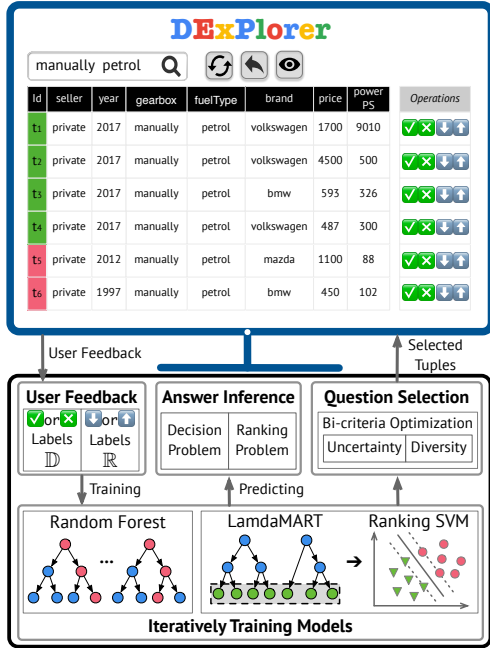 DExPlorer
manually petrol
Id seller year gearbox fuelType brand price power PS Operations
t1 private 2017 manually petrol volkswagen 1700 9010
t2 private 2017 manually petrol volkswagen 4500 500
t3 private 2017 manually petrol bmw 593 326
t4 private 2017 manually petrol volkswagen 487 300
t5 private 2012 manually petrol mazda 1100 88
t6 private 1997 manually petrol bmw 450 102
User Feedback
Selected
Tuples
User Feedback
or or
Labels Labels
𝔻 ℝ
Answer Inference
Decision Ranking
Problem Problem
Question Selection
Bi-criteria Optimization
Uncertainty Diversity
Training
Predicting
Random Forest
...
LamdaMART
Ranking SVM
Iteratively Training Models